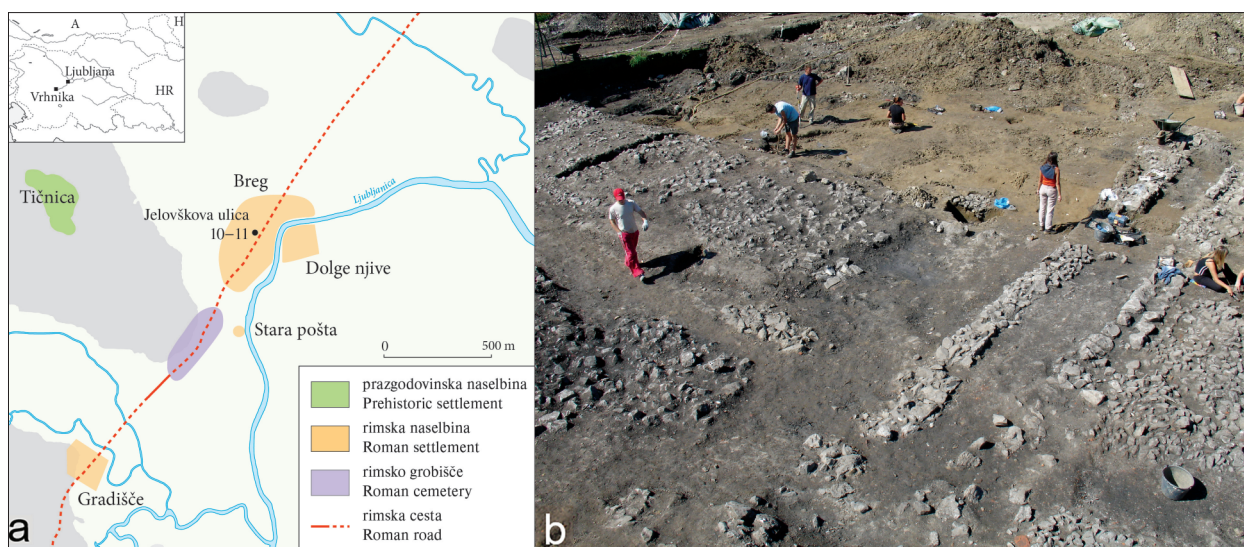 A
H
Ljubljana
Vrhnika
HR
Tičnica
Breg
Ljubljanica
Jelovškova ulica
10–11
Dolge njive
Stara pošta
0
500 m
prazgodovinska naselbina
Prehistoric settlement
rimska naselbina
Roman settlement
rimsko grobišče
Roman cemetery
rimska cesta
Roman road
Gradišče
a
b